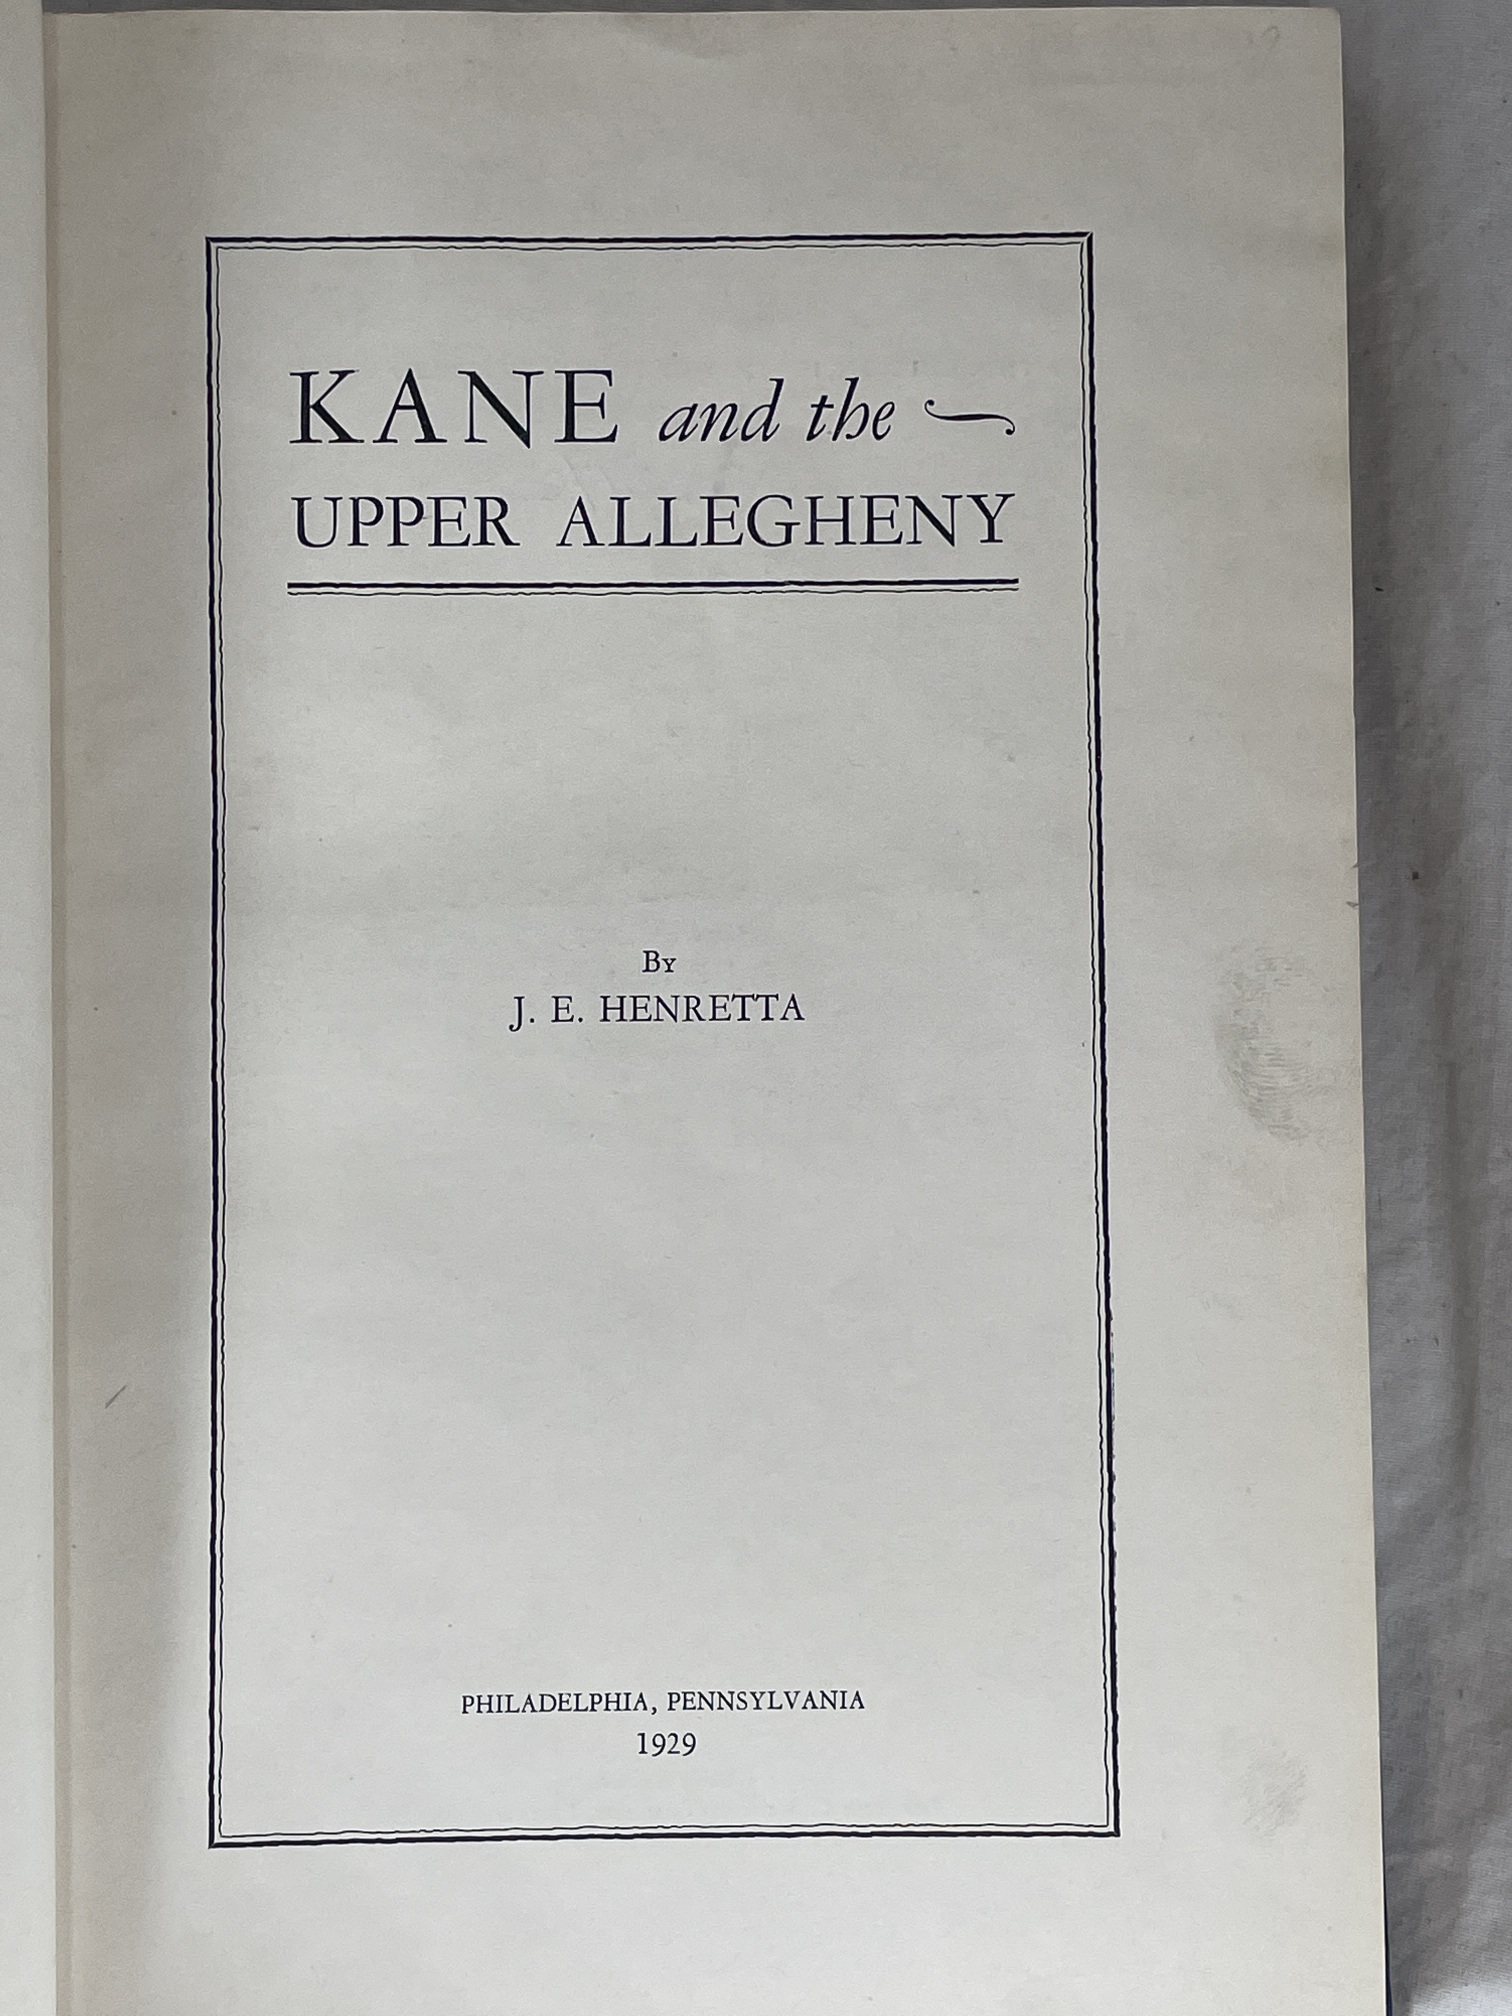 KANE and the
UPPER ALLEGHENY
By
J. E. HENRETTA
PHILADELPHIA, PENNSYLVANIA
1929